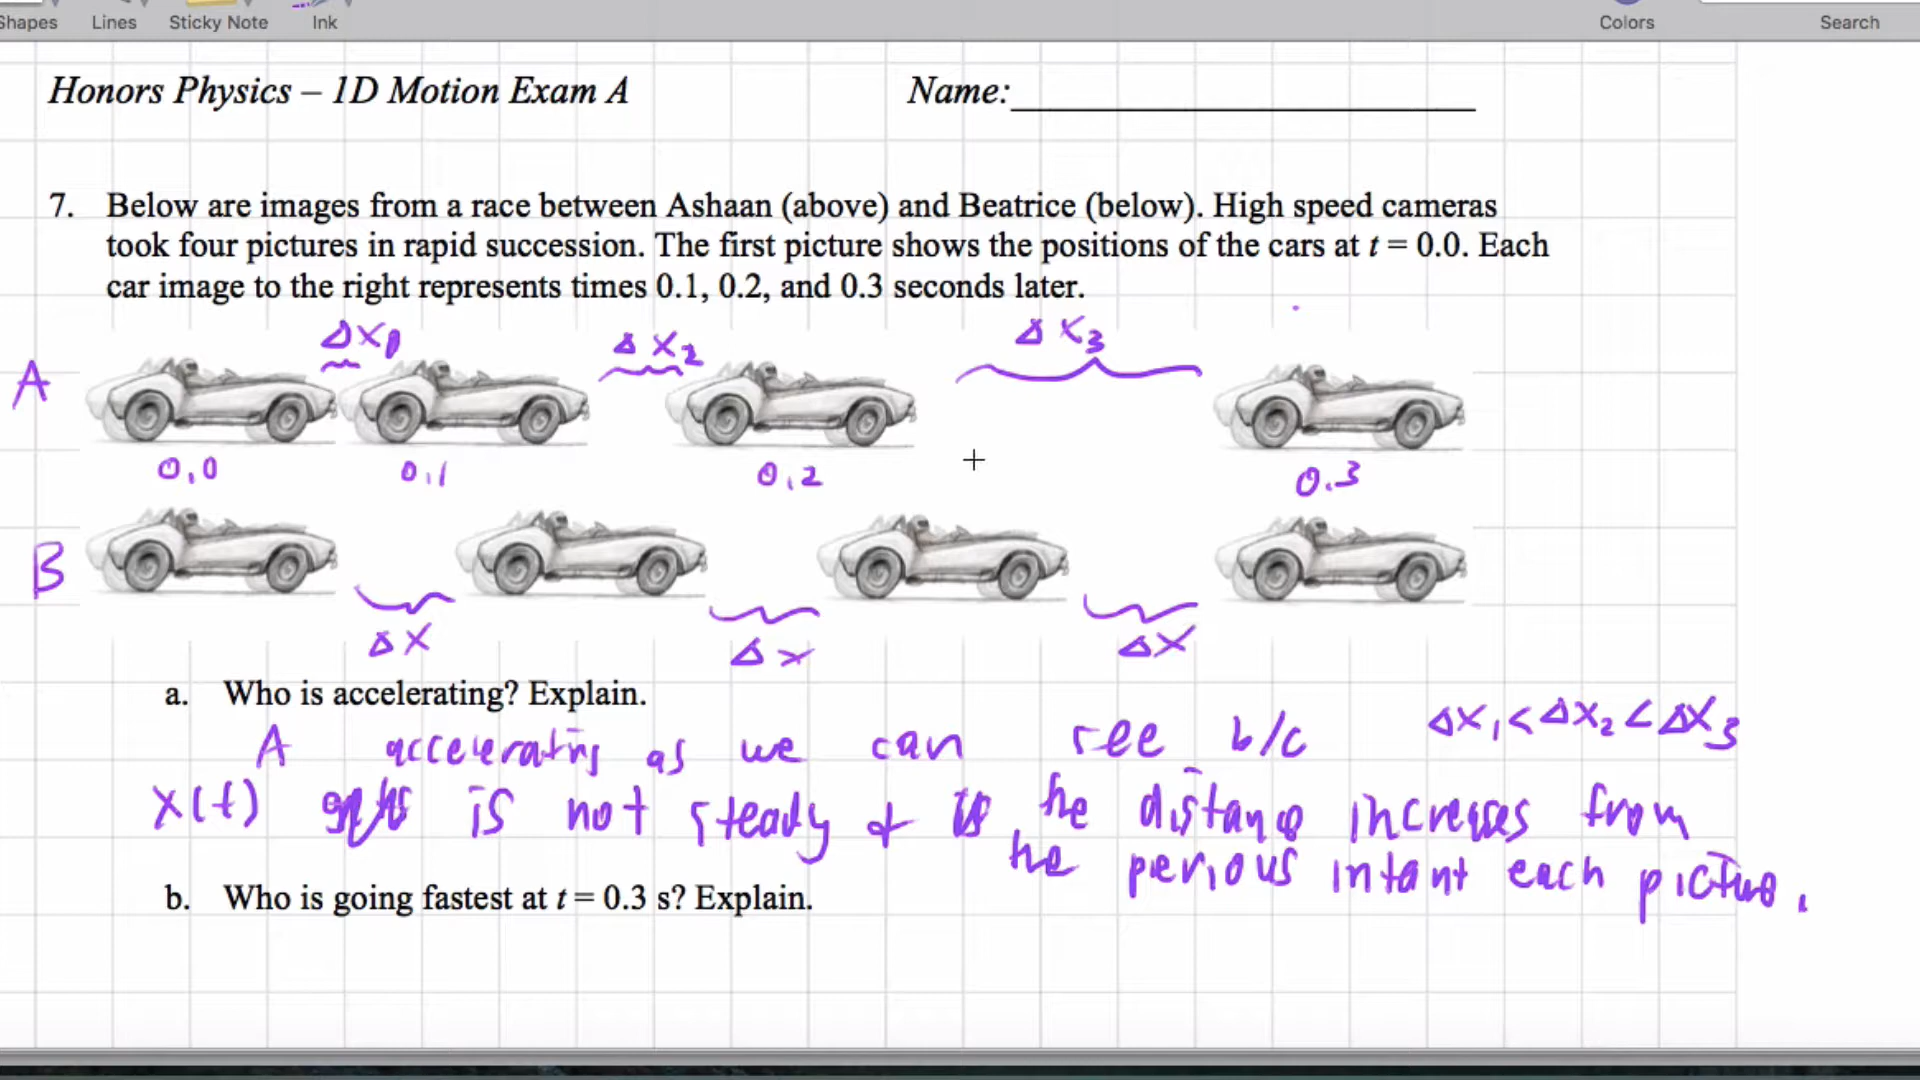 Shapes Lines Sticky Note Ink Colors Search
Honors Physics – 1D Motion Exam A Name:
7. Below are images from a race between Ashaan (above) and Beatrice (below). High speed cameras
took four pictures in rapid succession. The first picture shows the positions of the cars at t = 0.0. Each
car image to the right represents times 0.1, 0.2, and 0.3 seconds later.
Δx₁ Δx₂ Δx₃
A
0.0 0.1 0.2 0.3
B
Δx Δx Δx
a. Who is accelerating? Explain.
A accelerating as we can see b/c Δx₁<Δx₂<Δx₃
x(t) is not steady & the distance increases from
the perious intant each picture.
b. Who is going fastest at t = 0.3 s? Explain.